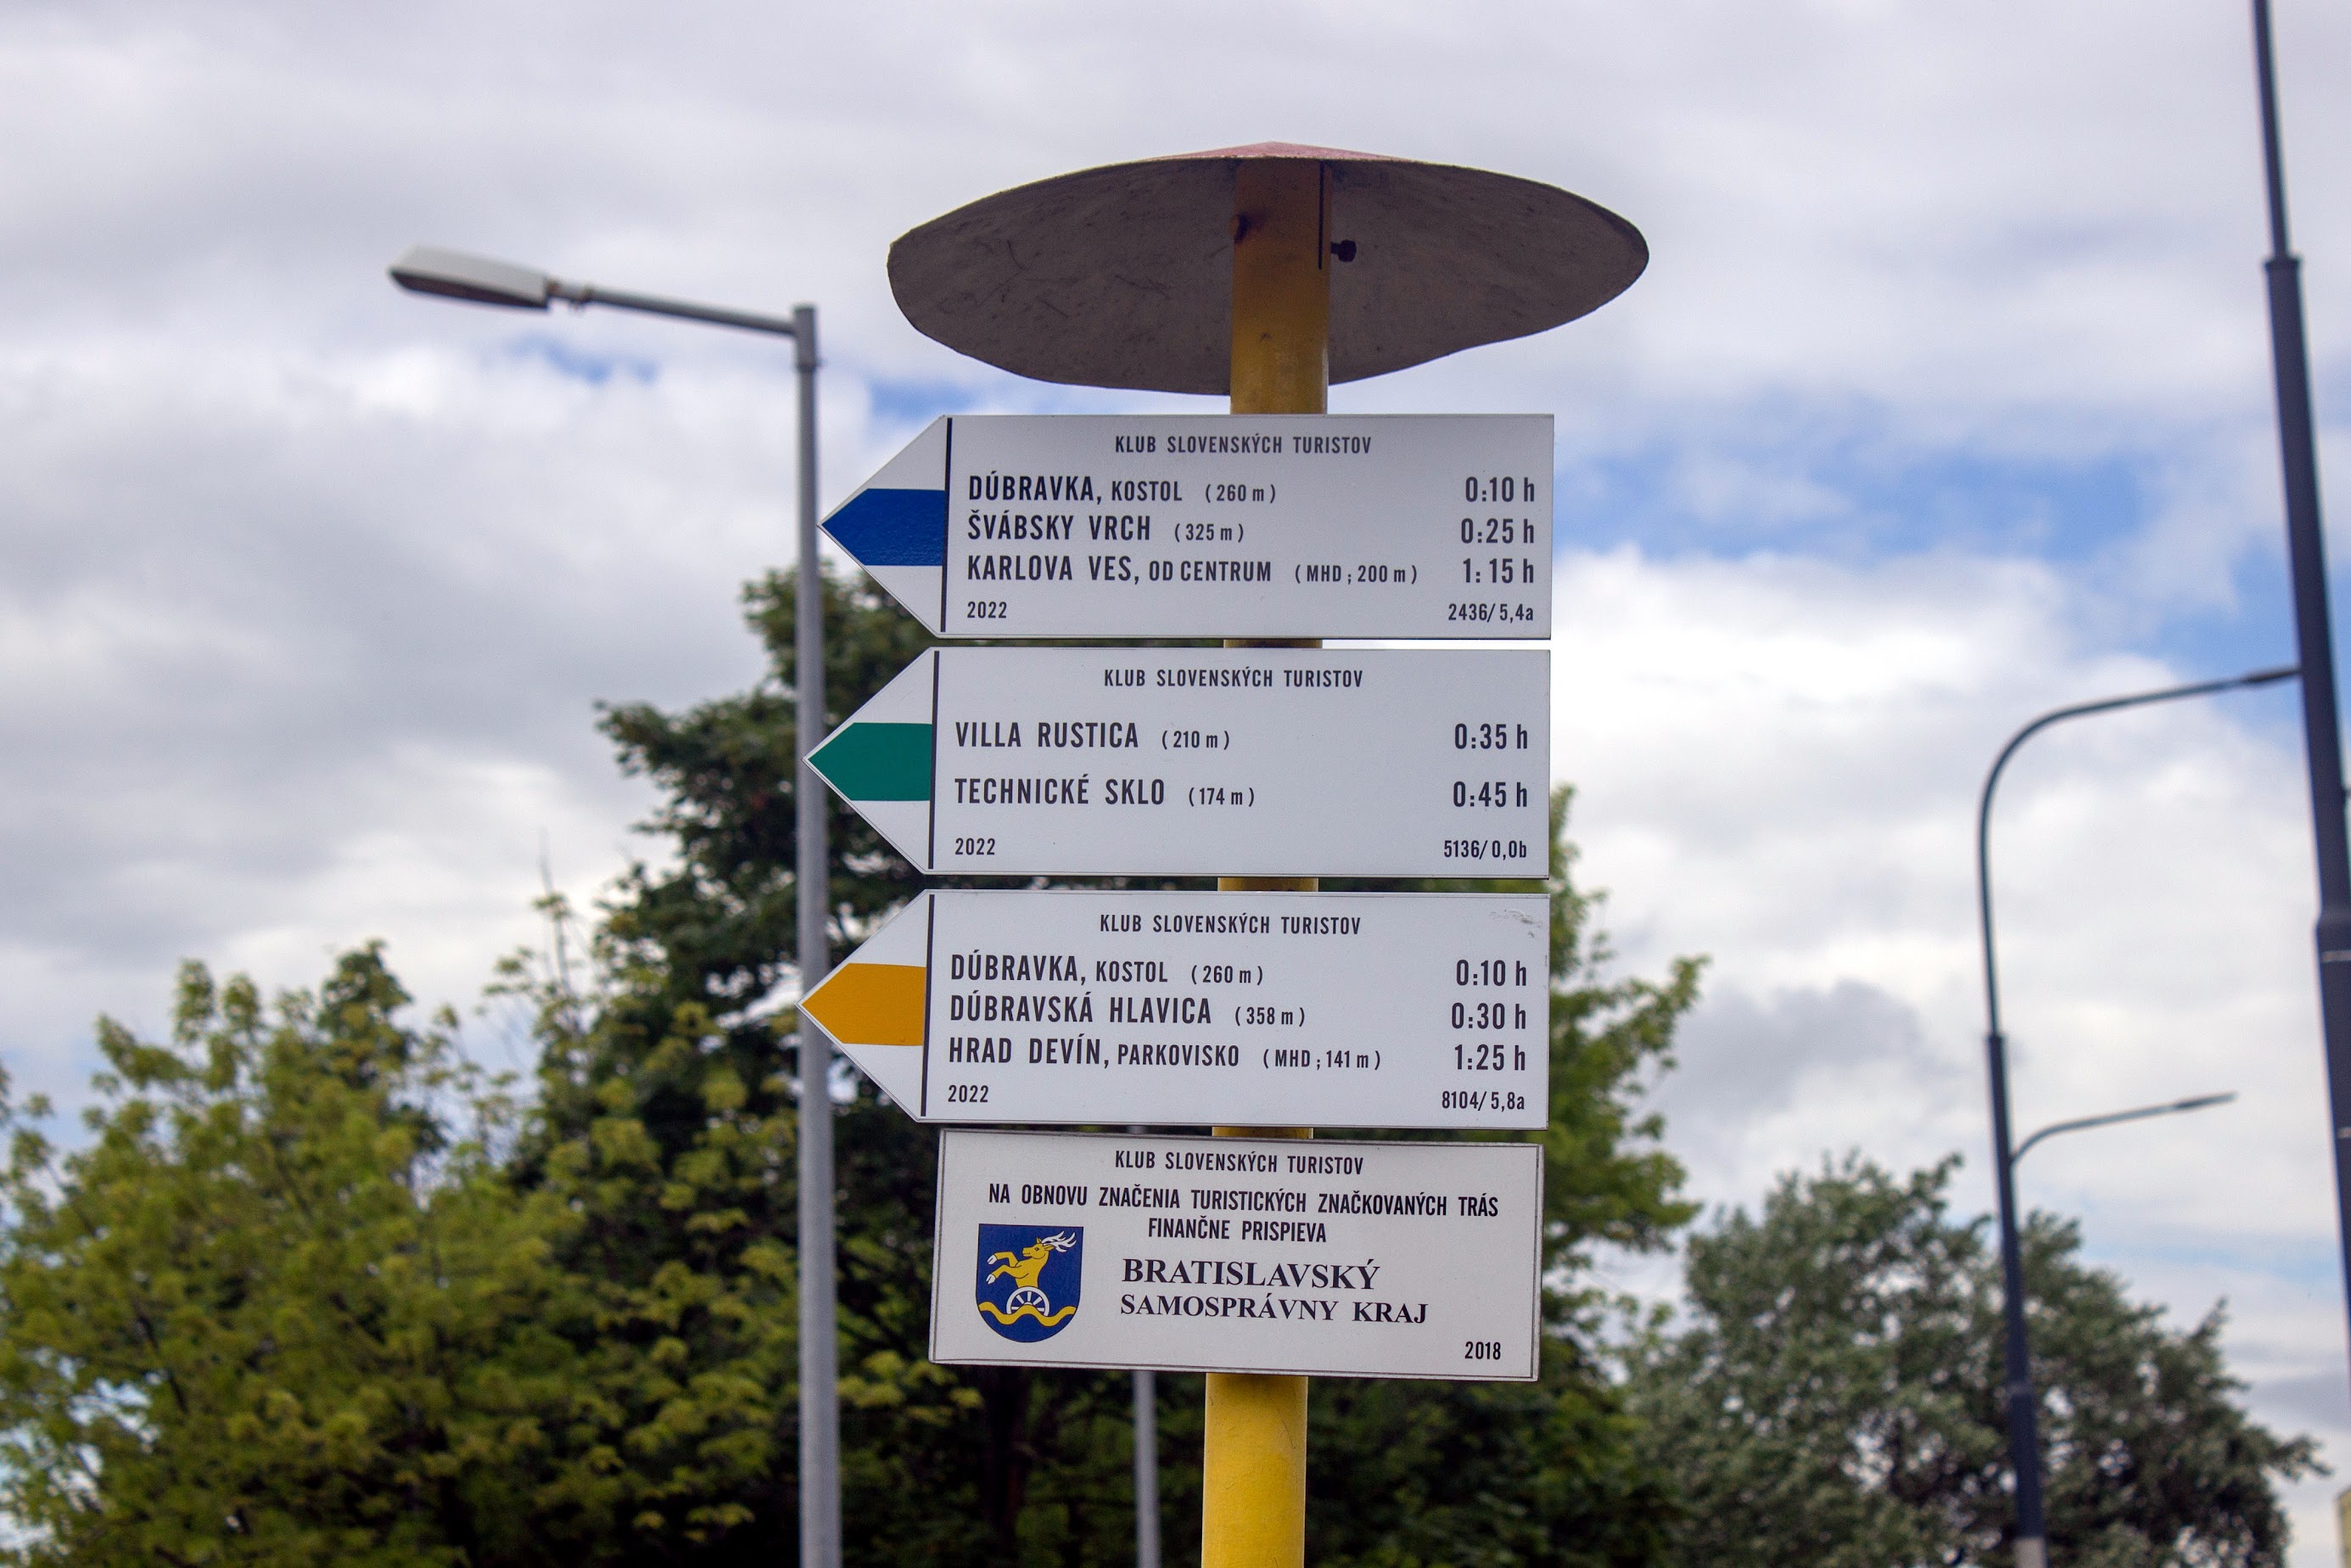 KLUB SLOVENSKÝCH TURISTOV
DÚBRAVKA, KOSTOL (260 m) 0:10 h
ŠVÁBSKY VRCH (325 m) 0:25 h
KARLOVA VES, OD CENTRUM (MHD ; 200 m) 1:15 h
2022 2436/5,4a
KLUB SLOVENSKÝCH TURISTOV
VILLA RUSTICA (210 m) 0:35 h
TECHNICKÉ SKLO (174 m) 0:45 h
2022 5136/0,0b
KLUB SLOVENSKÝCH TURISTOV
DÚBRAVKA, KOSTOL (260 m) 0:10 h
DÚBRAVSKÁ HLAVICA (358 m) 0:30 h
HRAD DEVÍN, PARKOVISKO (MHD ; 141 m) 1:25 h
2022 8104/5,8a
KLUB SLOVENSKÝCH TURISTOV
NA OBNOVU ZNAČENIA TURISTICKÝCH ZNAČKOVANÝCH TRÁS
FINANČNE PRISPIEVA
BRATISLAVSKÝ
SAMOSPRÁVNY KRAJ
2018